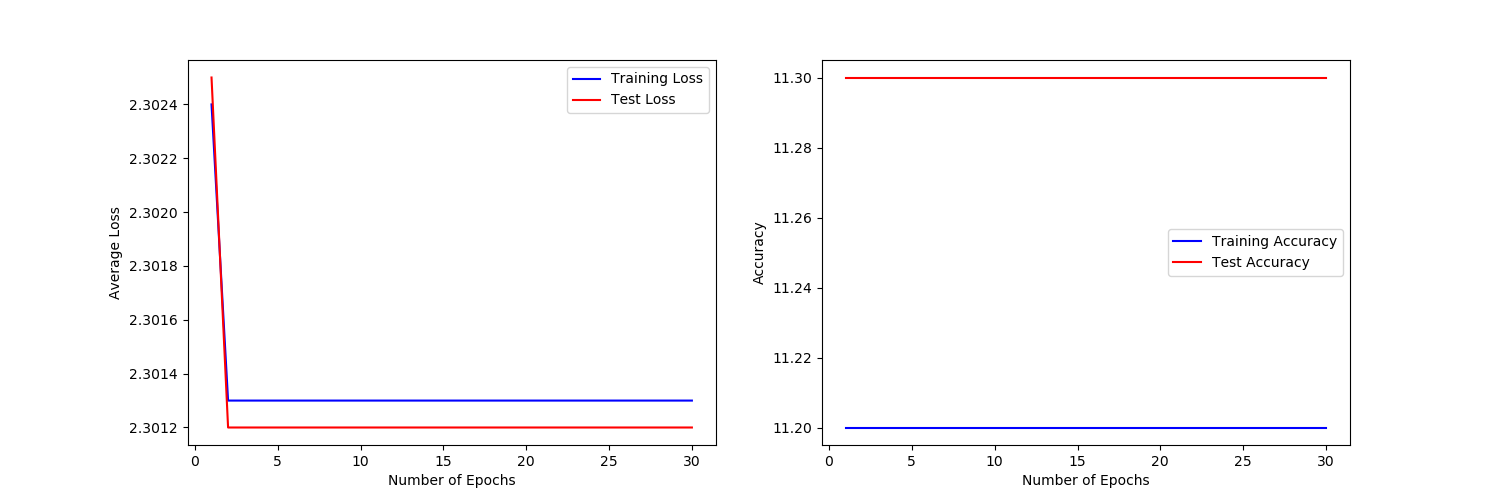 2.3024
2.3022
2.3020
2.3018
2.3016
2.3014
2.3012
Average Loss
0 5 10 15 20 25 30
Number of Epochs
Training Loss
Test Loss
11.30
11.28
11.26
11.24
11.22
11.20
Accuracy
0 5 10 15 20 25 30
Number of Epochs
Training Accuracy
Test Accuracy